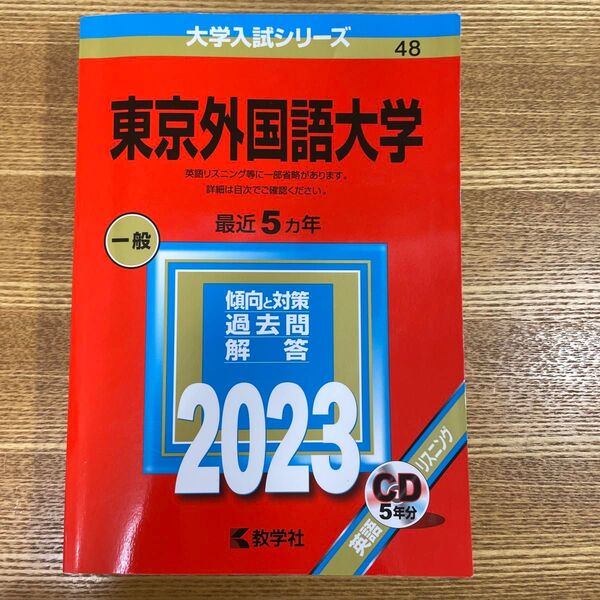 大学入試シリーズ
48
東京外国語大学
英語リスニング等に一部省略があります。
詳細は目次でご確認ください。
最近5カ年
一般
傾向と対策
過去問
解答
2023
英語
リスニング
CD
5年分
教学社